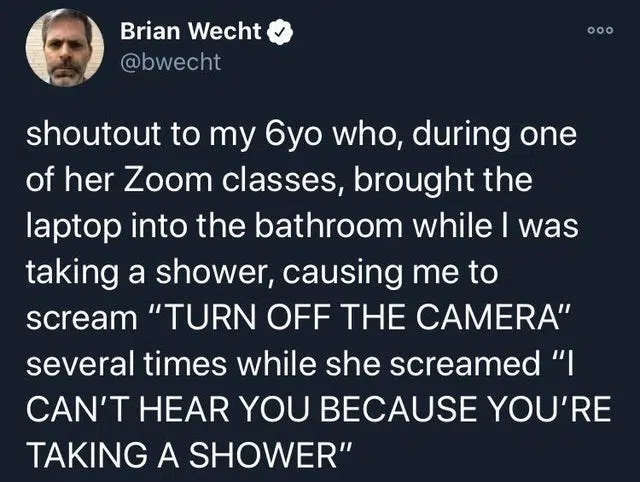 Brian Wecht
@bwecht
shoutout to my 6yo who, during one
of her Zoom classes, brought the
laptop into the bathroom while I was
taking a shower, causing me to
scream “TURN OFF THE CAMERA”
several times while she screamed “I
CAN’T HEAR YOU BECAUSE YOU’RE
TAKING A SHOWER”